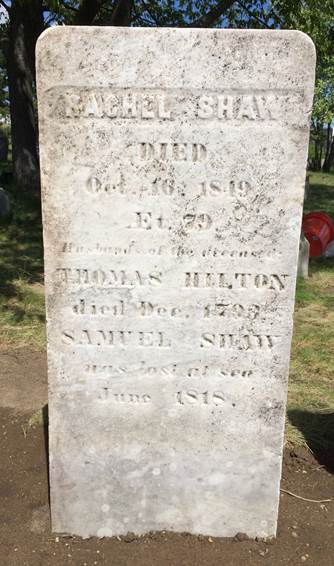 RACHEL SHAW
DIED
Oct. 16, 1849
Æt. 79
Husbands of the deceased
THOMAS HILTON
died Dec. 1793.
SAMUEL SHAW
was lost at sea
June 1818.